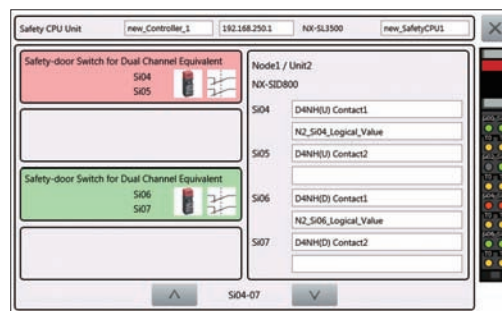 Safety CPU Unit new_Controller_1 192.168.250.1 NX-SL3500 new_SafetyCPU1
Safety-door Switch for Dual Channel Equivalent
Si04
Si05
Safety-door Switch for Dual Channel Equivalent
Si06
Si07
Node1 / Unit2
NX-SID800
Si04 D4NH(U) Contact1
N2_Si04_Logical_Value
Si05 D4NH(U) Contact2
Si06 D4NH(D) Contact1
N2_Si06_Logical_Value
Si07 D4NH(D) Contact2
Si04-07